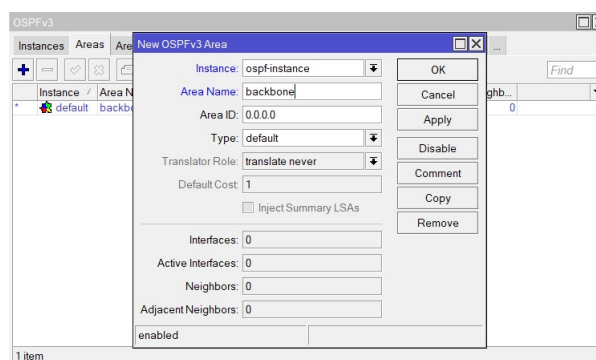 OSPFv3
Instances Areas Are ...
New OSPFv3 Area
Find
Instance Area N ghb...
* default backbo 0
Instance: ospf-instance
Area Name: backbone
Area ID: 0.0.0.0
Type: default
Translator Role: translate never
Default Cost: 1
Inject Summary LSAs
Interfaces: 0
Active Interfaces: 0
Neighbors: 0
Adjacent Neighbors: 0
enabled
OK
Cancel
Apply
Disable
Comment
Copy
Remove
1 item